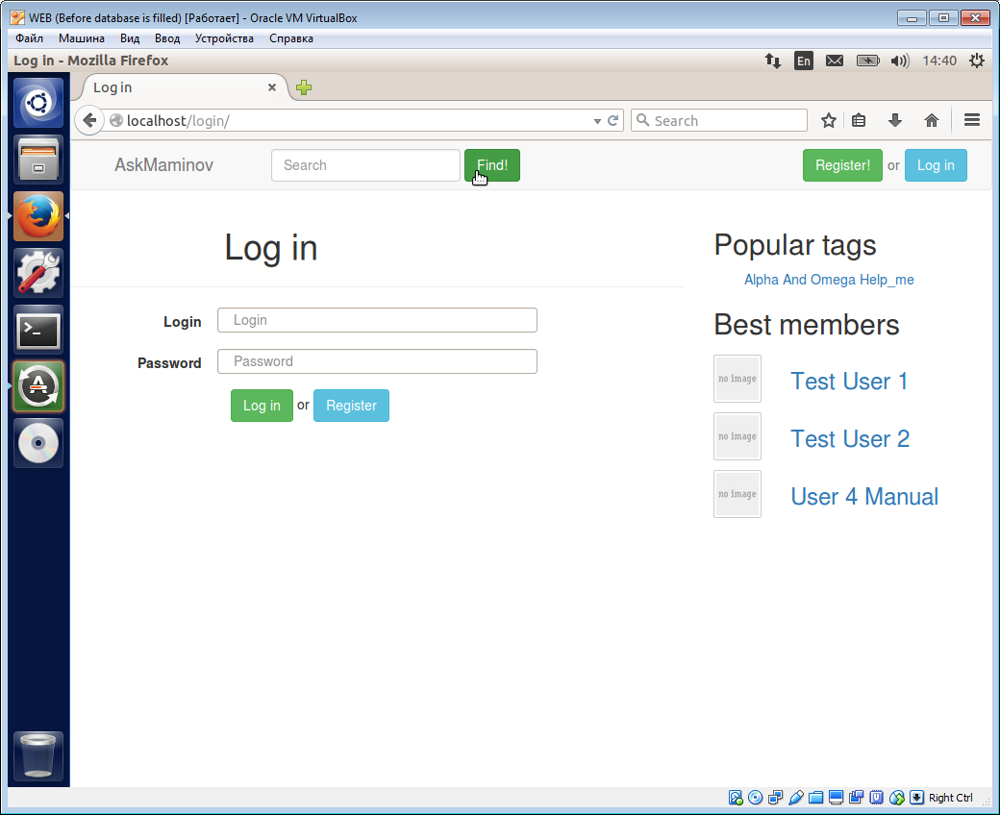 WEB (Before database is filled) [Работает] - Oracle VM VirtualBox
Файл Машина Вид Ввод Устройства Справка
Log in - Mozilla Firefox En 14:40
Log in
localhost/login/ Search
AskMaminov Search Find! Register! or Log in
Log in
Login Login
Password Password
Log in or Register
Popular tags
Alpha And Omega Help_me
Best members
no image Test User 1
no image Test User 2
no image User 4 Manual
Right Ctrl